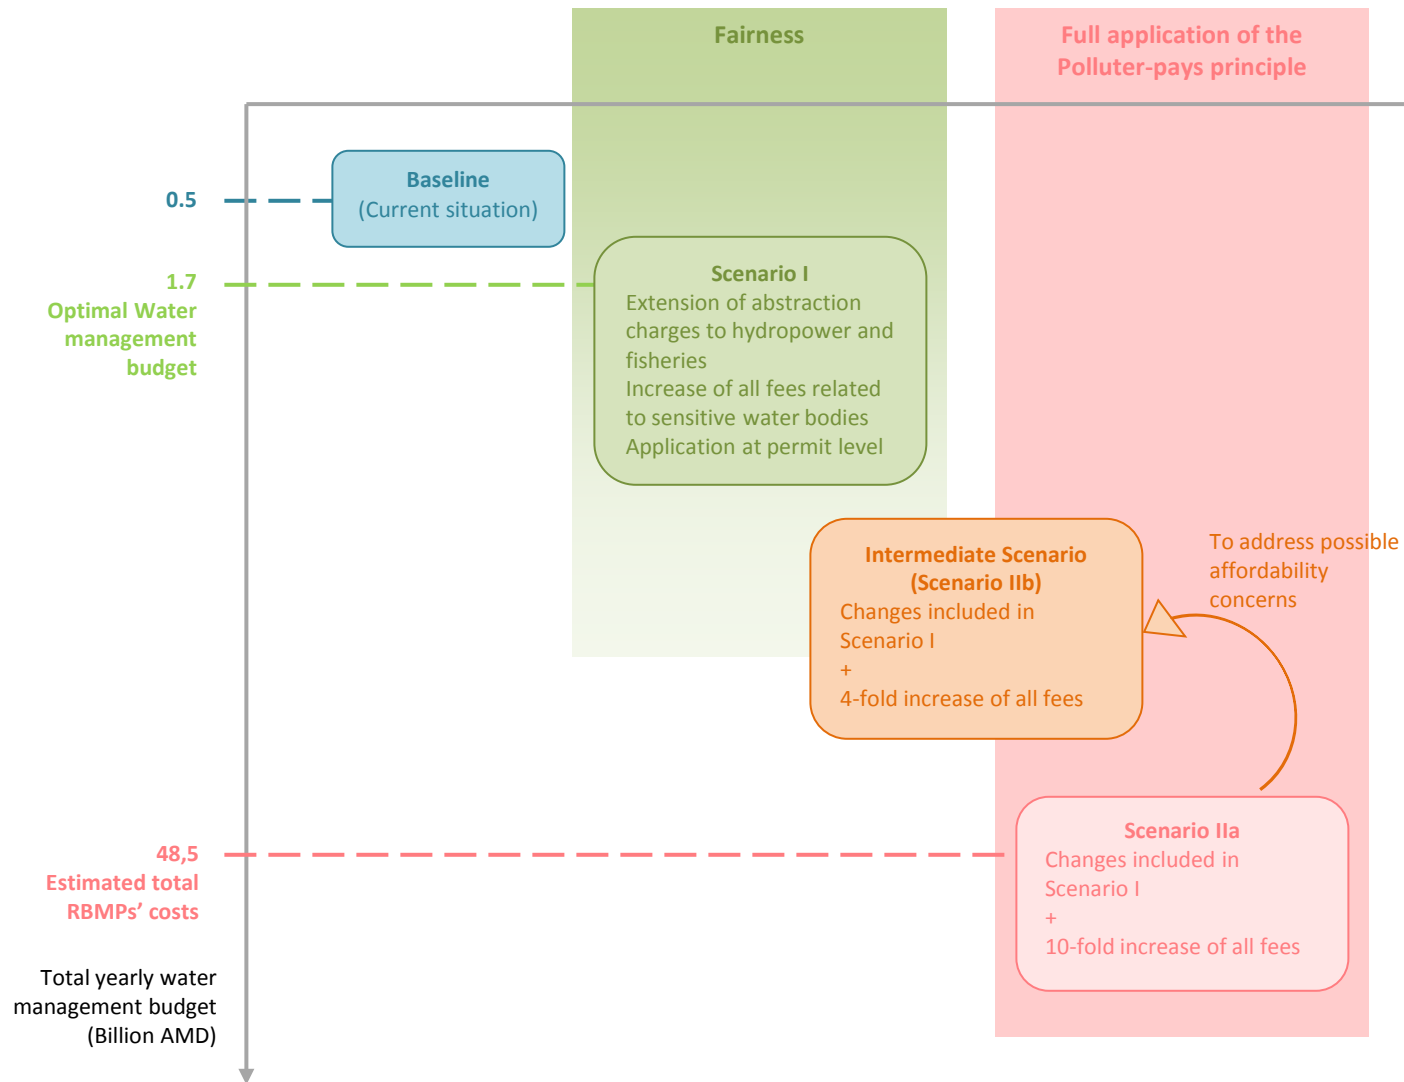 Fairness
Full application of the
Polluter-pays principle
Baseline
(Current situation)
0.5
1.7
Optimal Water
management
budget
Scenario I
Extension of abstraction
charges to hydropower and
fisheries
Increase of all fees related
to sensitive water bodies
Application at permit level
Intermediate Scenario
(Scenario IIb)
Changes included in
Scenario I
+
4-fold increase of all fees
To address possible
affordability
concerns
48,5
Estimated total
RBMPs’ costs
Scenario IIa
Changes included in
Scenario I
+
10-fold increase of all fees
Total yearly water
management budget
(Billion AMD)